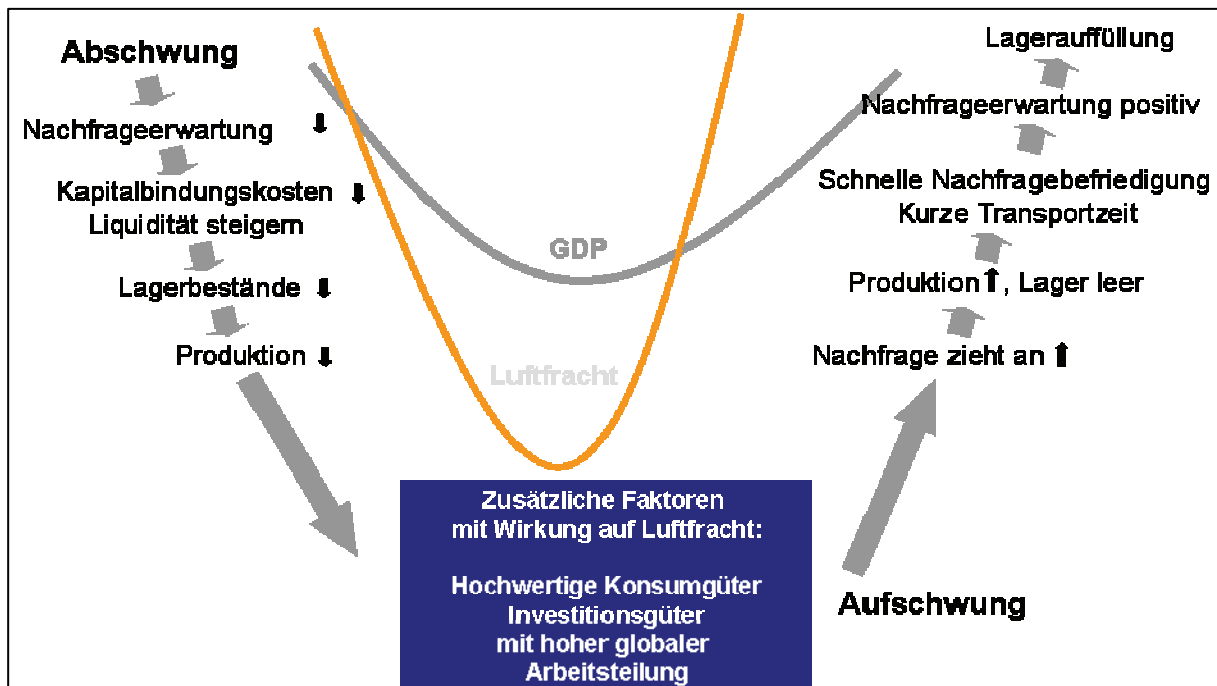 Abschwung
Nachfrageerwartung ⬇
Kapitalbindungskosten ⬇
Liquidität steigern
Lagerbestände ⬇
Produktion ⬇
GDP
Luftfracht
Zusätzliche Faktoren
mit Wirkung auf Luftfracht:
Hochwertige Konsumgüter
Investitionsgüter
mit hoher globaler
Arbeitsteilung
Lagerauffüllung
Nachfrageerwartung positiv
Schnelle Nachfragebefriedigung
Kurze Transportzeit
Produktion ⬆, Lager leer
Nachfrage zieht an ⬆
Aufschwung